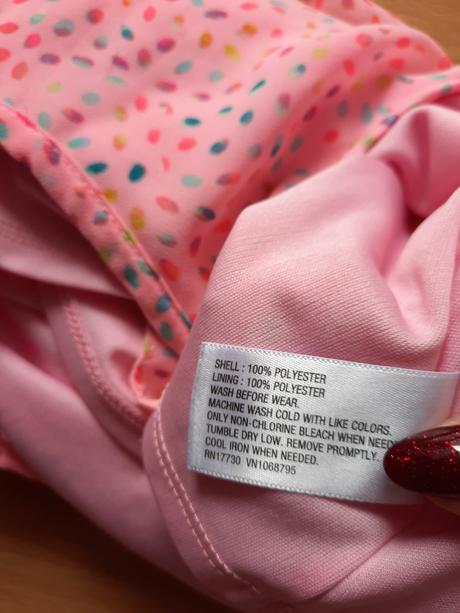 SHELL : 100% POLYESTER
LINING : 100% POLYESTER
WASH BEFORE WEAR.
MACHINE WASH COLD WITH LIKE COLORS.
ONLY NON-CHLORINE BLEACH WHEN
TUMBLE DRY LOW. REMOVE PROMPTLY.
COOL IRON WHEN NEEDED.
RN17730 VN1068795